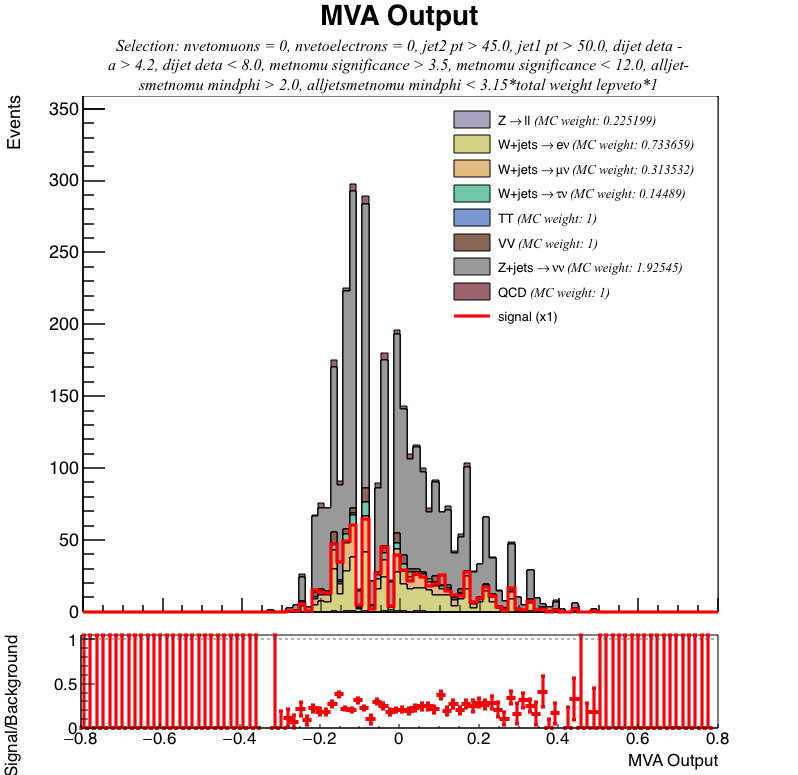 MVA Output
Selection: nvetomuons = 0, nvetoelectrons = 0, jet2 pt > 45.0, jet1 pt > 50.0, dijet deta -
a > 4.2, dijet deta < 8.0, metnomu significance > 3.5, metnomu significance < 12.0, alljet-
smetnomu mindphi > 2.0, alljetsmetnomu mindphi < 3.15*total weight lepveto*1
Events
350
300
250
200
150
100
50
0
Z→ll (MC weight: 0.225199)
W+jets→eν (MC weight: 0.733659)
W+jets→μν (MC weight: 0.313532)
W+jets→τν (MC weight: 0.14489)
TT (MC weight: 1)
VV (MC weight: 1)
Z+jets→νν (MC weight: 1.92545)
QCD (MC weight: 1)
signal (x1)
Signal/Background
1
0.5
0
−0.8 −0.6 −0.4 −0.2 0 0.2 0.4 0.6 0.8
MVA Output